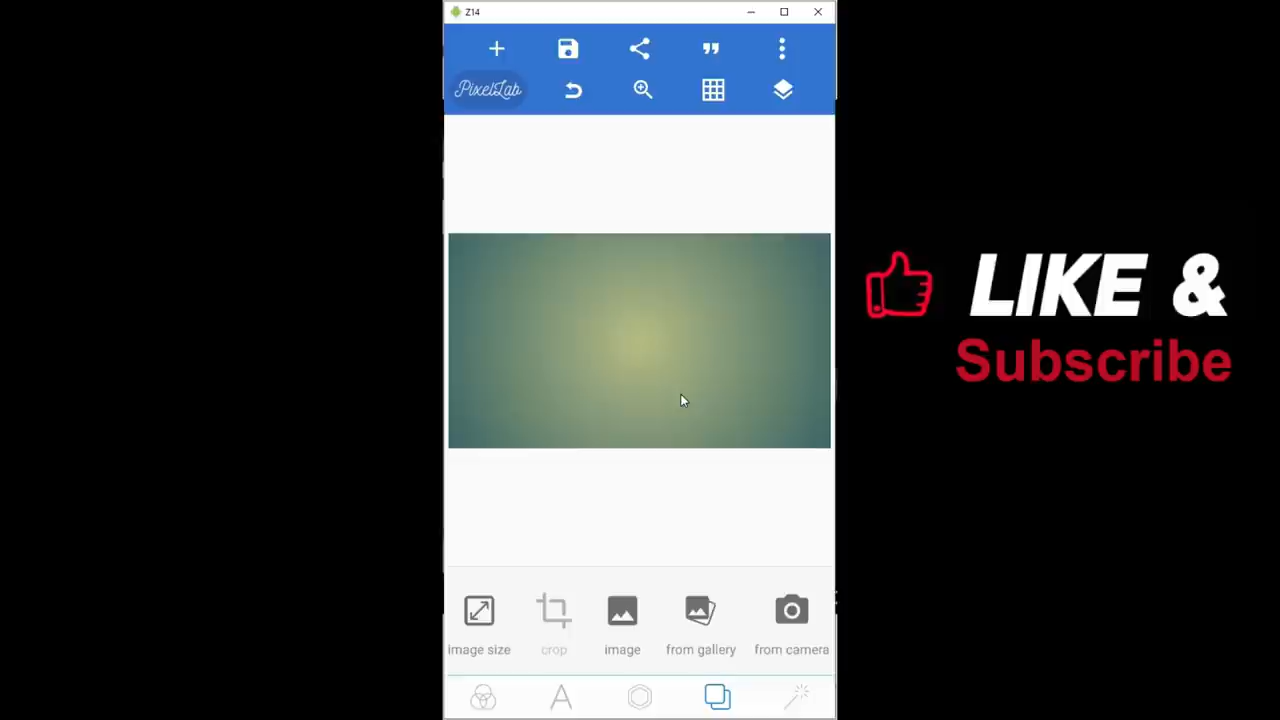 Z14
PixelLab
LIKE &
Subscribe
image size
crop
image
from gallery
from camera